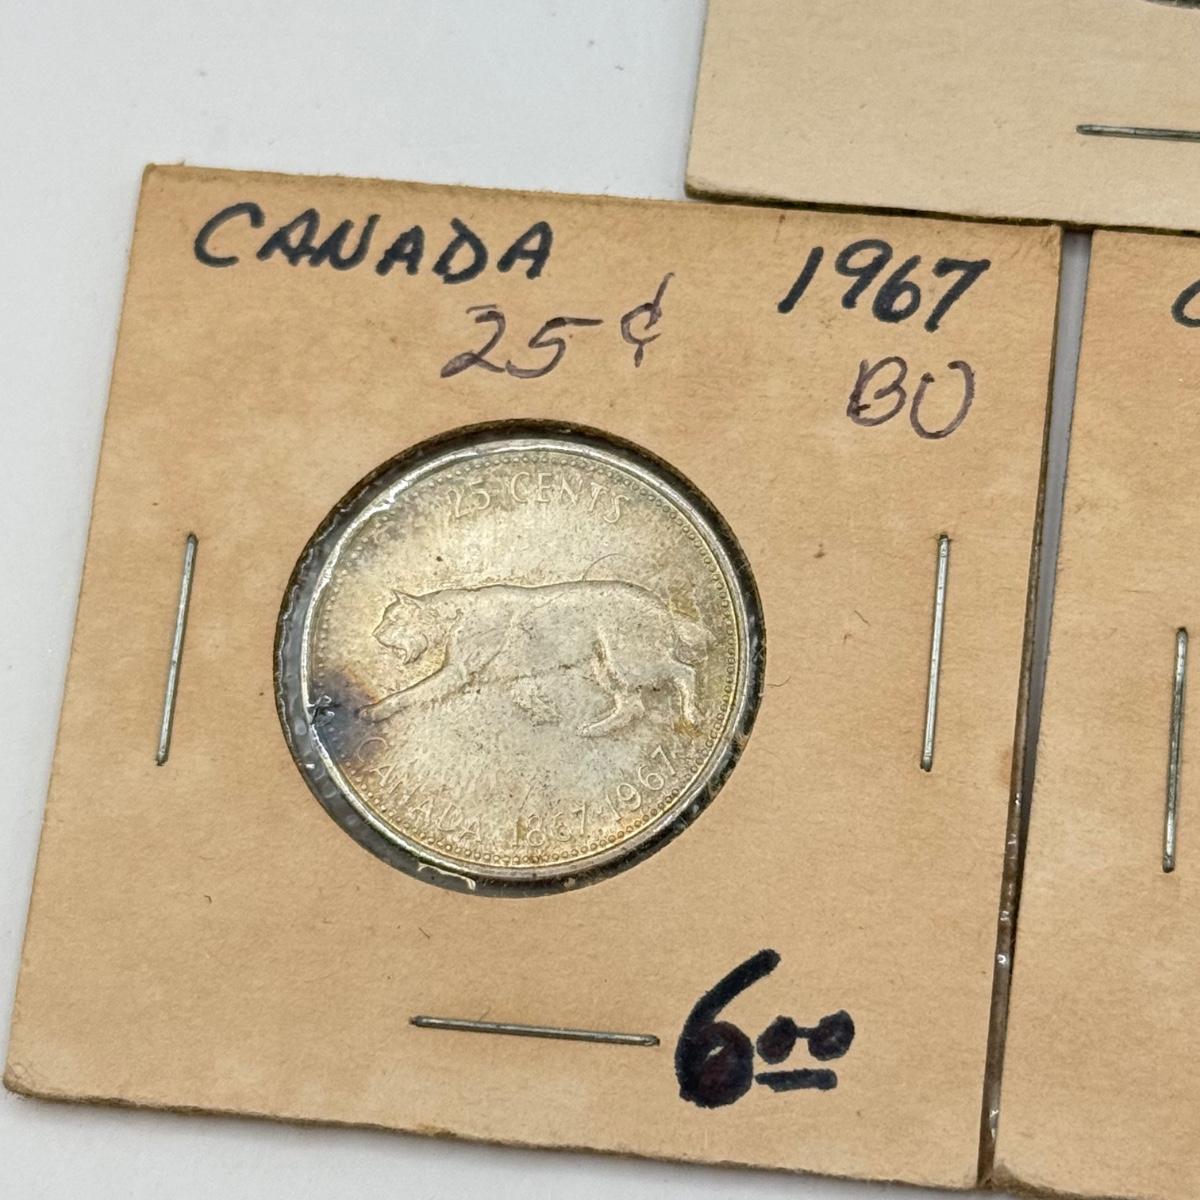 CANADA 1967
25¢ BU
25 CENTS
CANADA 1867·1967
6.00